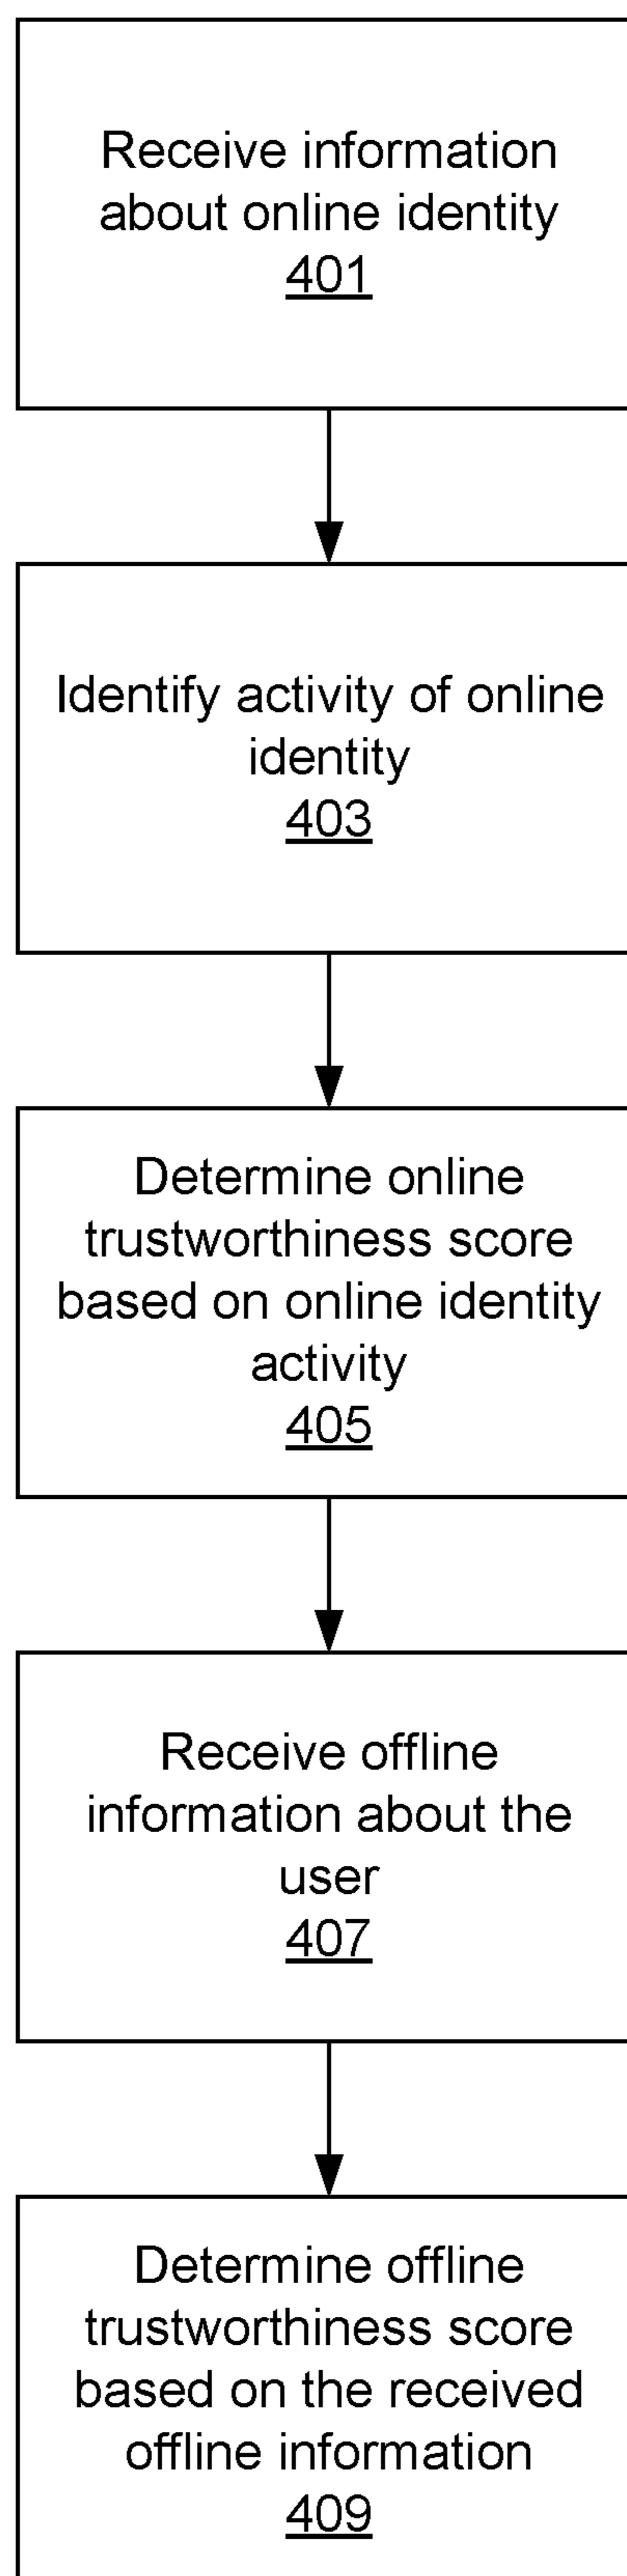 Receive information
about online identity
401
Identify activity of online
identity
403
Determine online
trustworthiness score
based on online identity
activity
405
Receive offline
information about the
user
407
Determine offline
trustworthiness score
based on the received
offline information
409